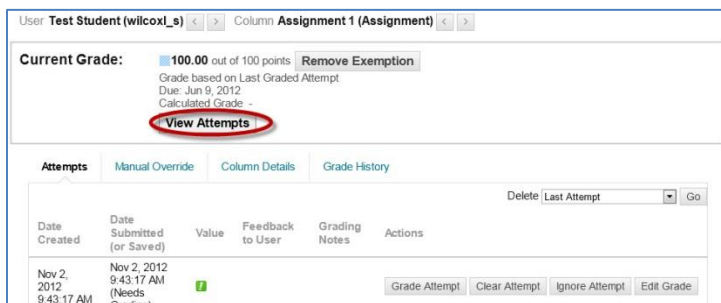 User Test Student (wilcoxl_s) < > Column Assignment 1 (Assignment) < >
Current Grade: 100.00 out of 100 points Remove Exemption
Grade based on Last Graded Attempt
Due: Jun 9, 2012
Calculated Grade -
View Attempts
Attempts Manual Override Column Details Grade History
Delete Last Attempt Go
Date Created Date Submitted (or Saved) Value Feedback to User Grading Notes Actions
Nov 2, 2012 9:43:17 AM Nov 2, 2012 9:43:17 AM (Needs ! Grade Attempt Clear Attempt Ignore Attempt Edit Grade